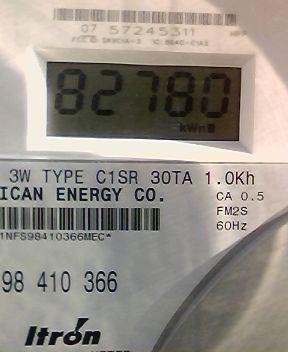 07 57245311
82780
kWh
3W TYPE C1SR 30TA 1.0Kh
ICAN ENERGY CO.
CA 0.5
FM2S
60Hz
1NFS98410366MEC*
98 410 366
Itrón